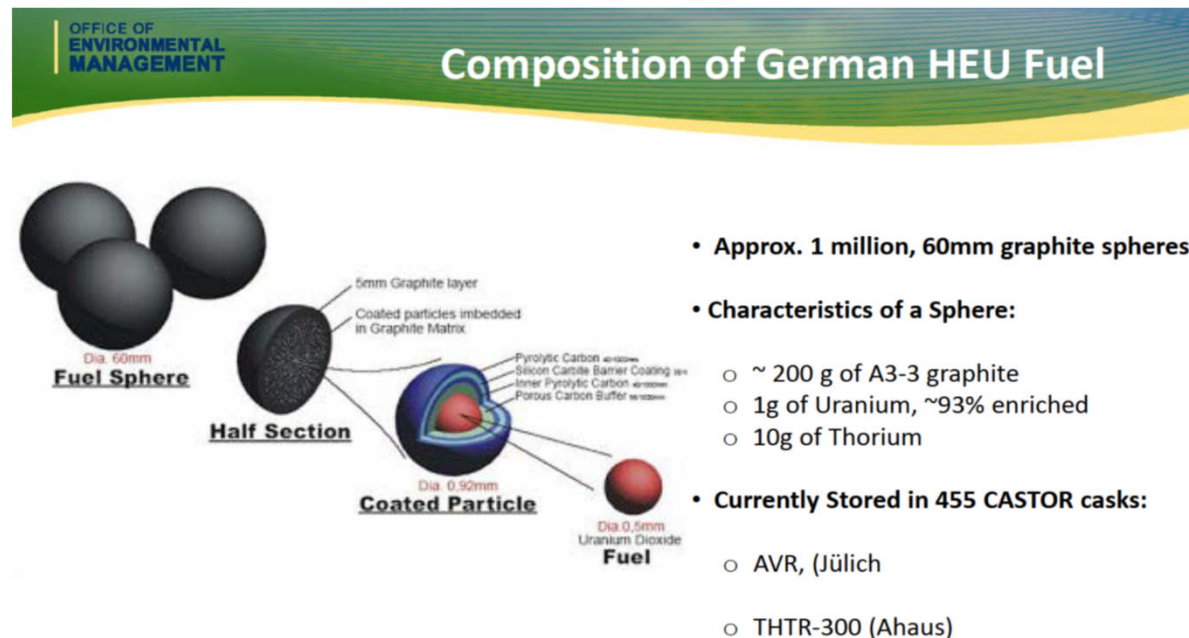 OFFICE OF
ENVIRONMENTAL
MANAGEMENT
Composition of German HEU Fuel
5mm Graphite layer
Coated particles imbedded
in Graphite Matrix
Dia. 60mm
Fuel Sphere
Half Section
Pyrolytic Carbon
Silicon Carbite Barrier Coating
Inner Pyrolytic Carbon
Porous Carbon Buffer
Dia. 0,92mm
Coated Particle
Dia.0,5mm
Uranium Dioxide
Fuel
• Approx. 1 million, 60mm graphite spheres
• Characteristics of a Sphere:
o ~ 200 g of A3-3 graphite
o 1g of Uranium, ~93% enriched
o 10g of Thorium
• Currently Stored in 455 CASTOR casks:
o AVR, (Jülich
o THTR-300 (Ahaus)